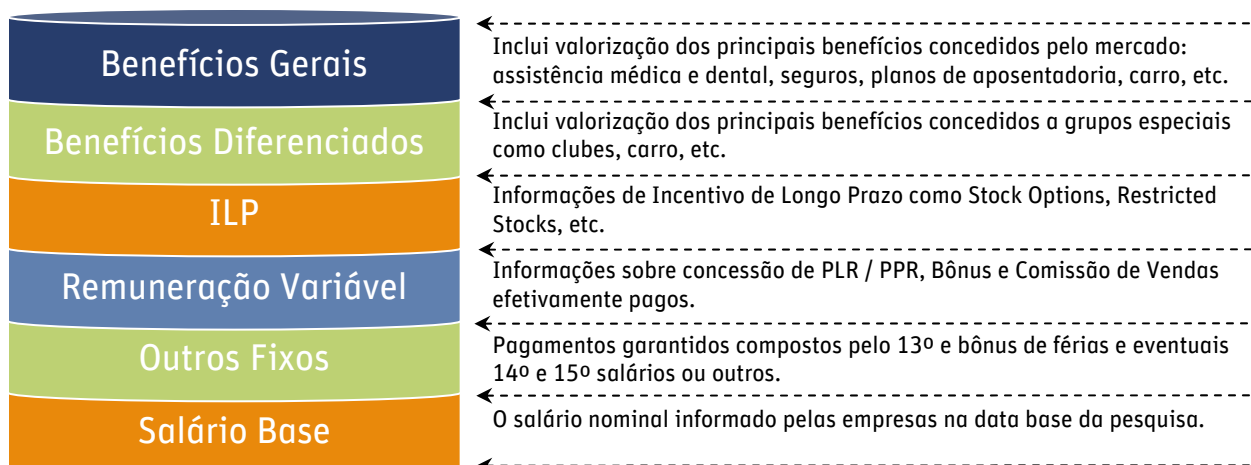 Benefícios Gerais
Inclui valorização dos principais benefícios concedidos pelo mercado:
assistência médica e dental, seguros, planos de aposentadoria, carro, etc.
Benefícios Diferenciados
Inclui valorização dos principais benefícios concedidos a grupos especiais
como clubes, carro, etc.
ILP
Informações de Incentivo de Longo Prazo como Stock Options, Restricted
Stocks, etc.
Remuneração Variável
Informações sobre concessão de PLR / PPR, Bônus e Comissão de Vendas
efetivamente pagos.
Outros Fixos
Pagamentos garantidos compostos pelo 13º e bônus de férias e eventuais
14º e 15º salários ou outros.
Salário Base
O salário nominal informado pelas empresas na data base da pesquisa.